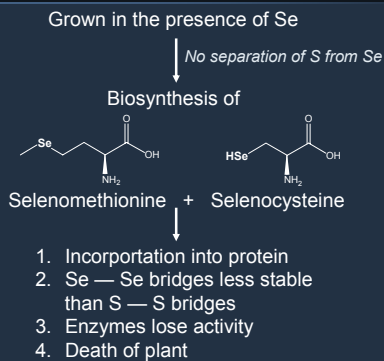 Grown in the presence of Se
No separation of S from Se
Biosynthesis of
O
Se
OH
NH₂
O
HSe
OH
NH₂
Selenomethionine + Selenocysteine
1. Incorportation into protein
2. Se — Se bridges less stable
than S — S bridges
3. Enzymes lose activity
4. Death of plant